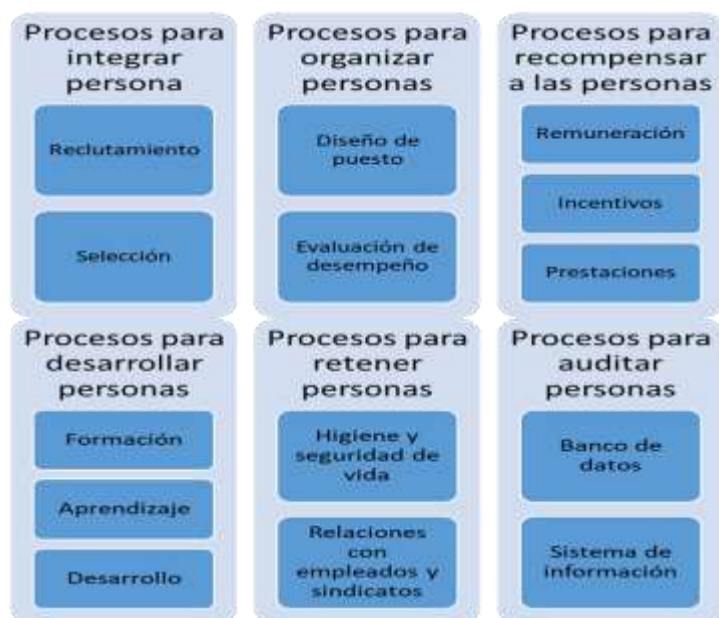 Procesos para
integrar
persona
Reclutamiento
Selección
Procesos para
organizar
personas
Diseño de
puesto
Evaluación de
desempeño
Procesos para
recompensar
a las personas
Remuneración
Incentivos
Prestaciones
Procesos para
desarrollar
personas
Formación
Aprendizaje
Desarrollo
Procesos para
retener
personas
Higiene y
seguridad de
vida
Relaciones
con
empleados y
sindicatos
Procesos para
auditar
personas
Banco de
datos
Sistema de
información